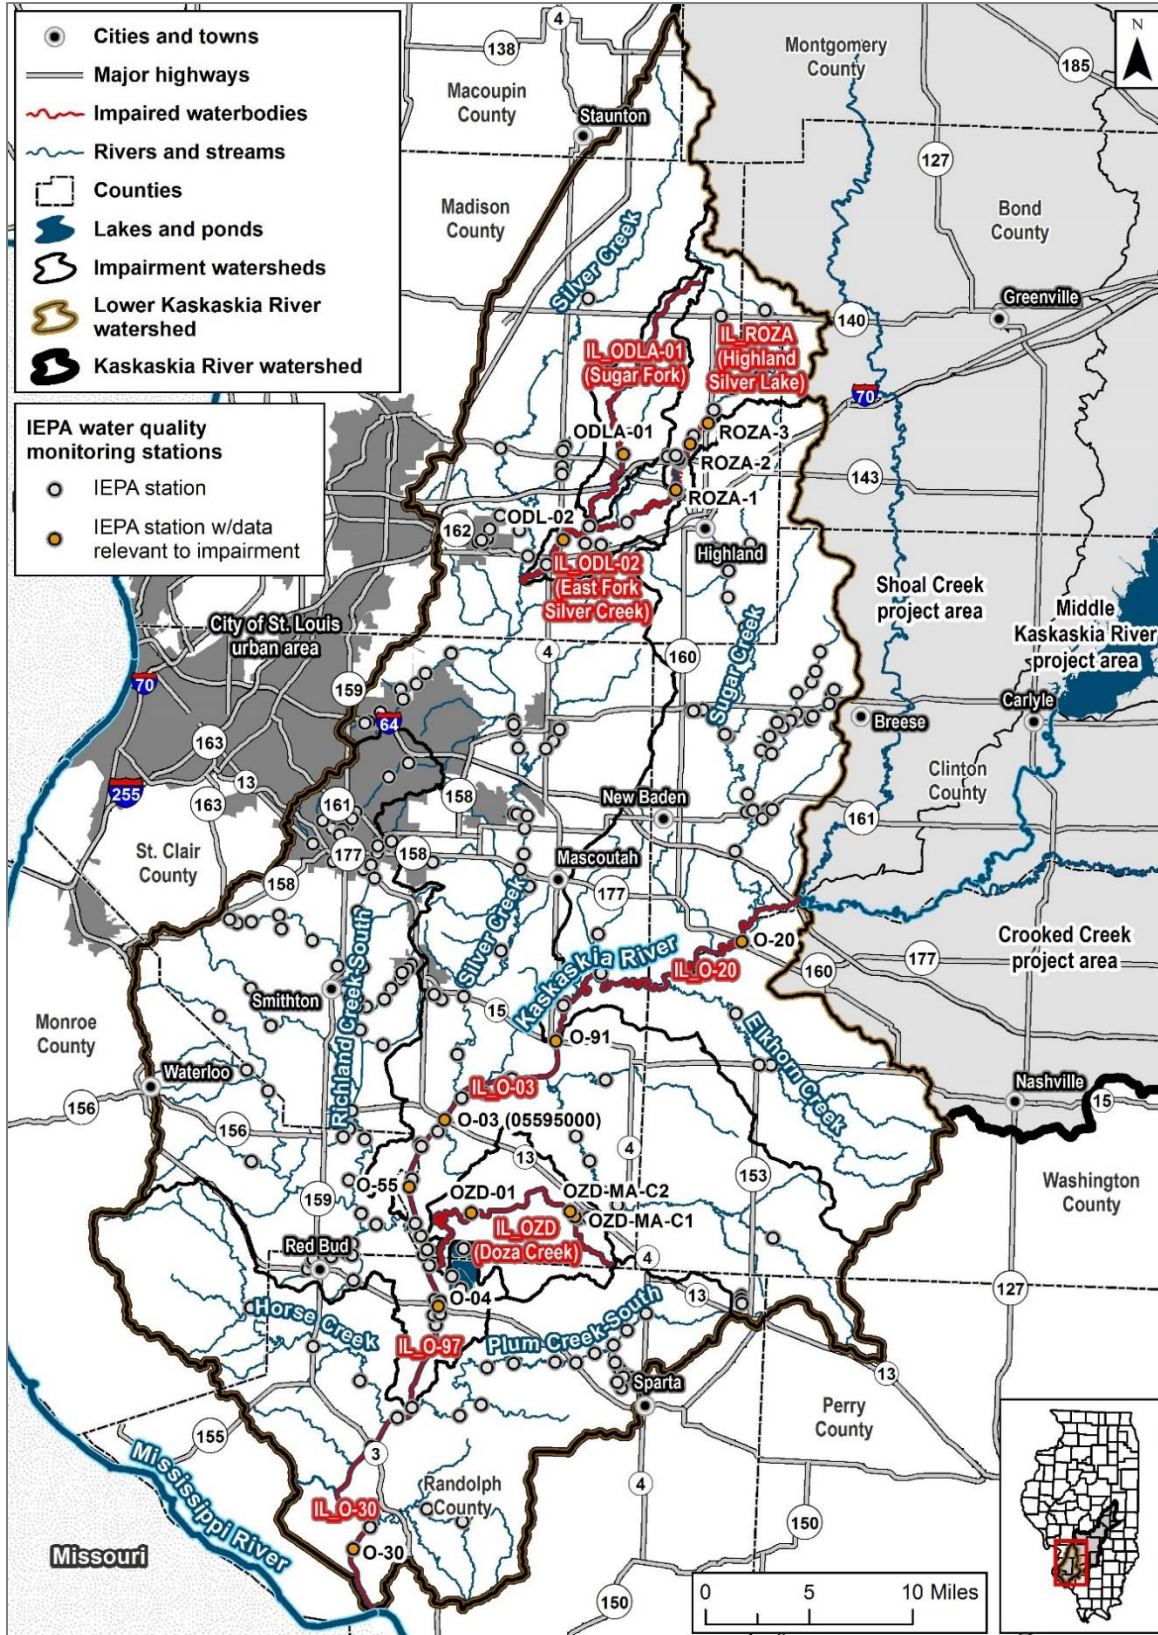 Cities and towns
Major highways
Impaired waterbodies
Rivers and streams
Counties
Lakes and ponds
Impairment watersheds
Lower Kaskaskia River
watershed
Kaskaskia River watershed
IEPA water quality
monitoring stations
IEPA station
IEPA station w/data
relevant to impairment
N
4
138
185
Montgomery
County
Macoupin
County
Staunton
127
Madison
County
Bond
County
Silver Creek
Greenville
140
IL_ODLA-01
(Sugar Fork)
IL_ROZA
(Highland
Silver Lake)
70
ODLA-01
ROZA-3
ROZA-2
143
ROZA-1
ODL-02
162
Highland
IL_ODL-02
(East Fork
Silver Creek)
Shoal Creek
project area
Middle
Kaskaskia River
project area
City of St. Louis
urban area
4
160
Sugar Creek
70
159
64
Carlyle
Breese
163
13
255
163
Clinton
County
158
161
New Baden
161
St. Clair
County
177
158
Mascoutah
158
177
Silver Creek
Richland Creek-South
Kaskaskia River
O-20
IL_O-20
160
177
Crooked Creek
project area
Smithton
15
Monroe
County
O-91
Elkhorn Creek
Waterloo
IL_O-03
Nashville
15
156
156
O-03 (05595000)
4
13
153
159
O-55
OZD-01
OZD-MA-C2
OZD-MA-C1
Washington
County
IL_OZD
(Doza Creek)
Red Bud
4
127
O-04
13
Horse Creek
IL_O-97
Plum Creek-South
13
Sparta
Perry
County
155
3
Mississippi River
Randolph
County
4
IL_O-30
150
O-30
Missouri
150
0 5 10 Miles